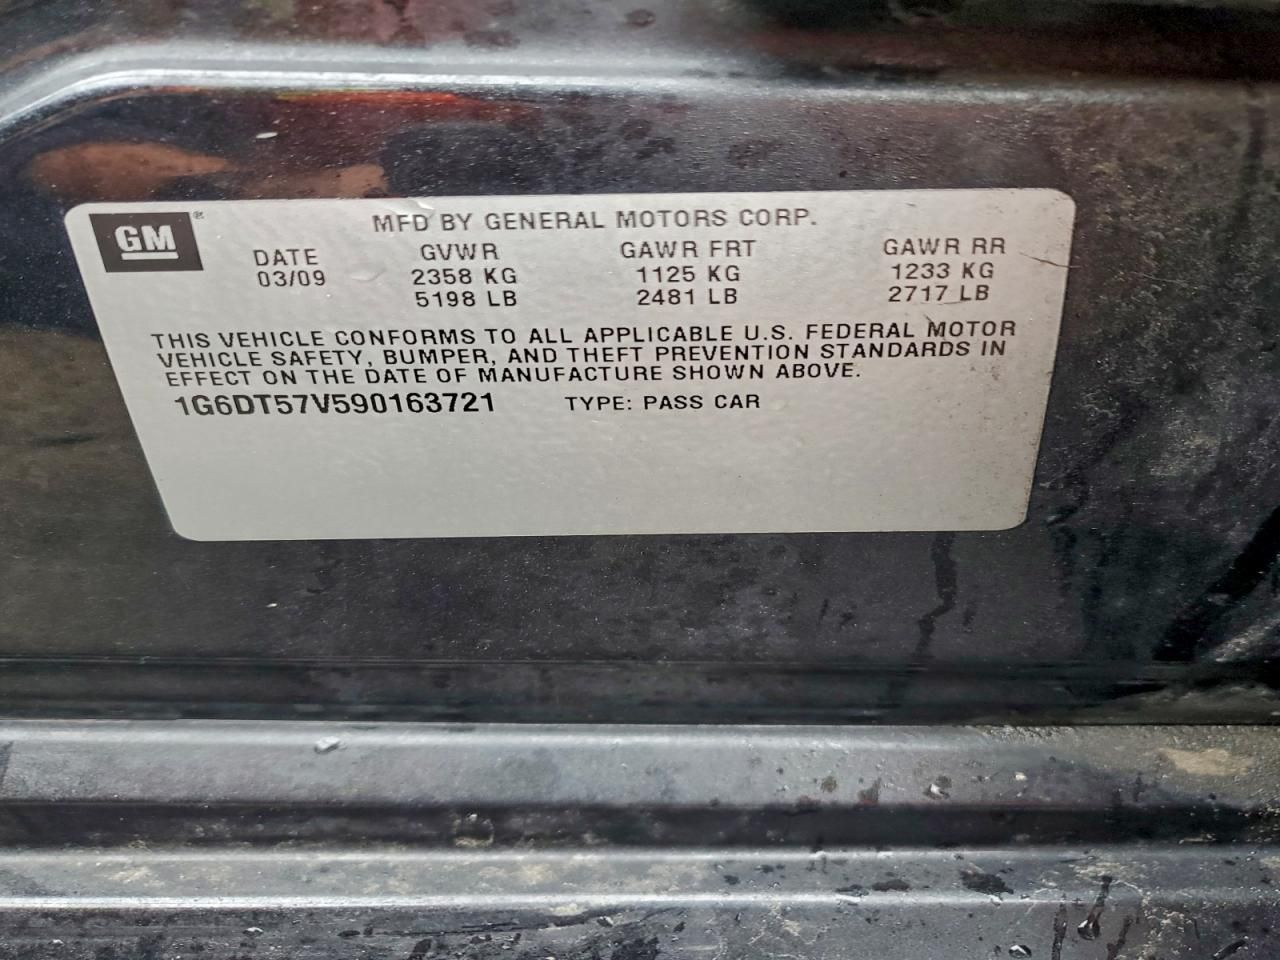 GM®
MFD BY GENERAL MOTORS CORP.
DATE GVWR GAWR FRT GAWR RR
03/09 2358 KG 1125 KG 1233 KG
5198 LB 2481 LB 2717 LB
THIS VEHICLE CONFORMS TO ALL APPLICABLE U.S. FEDERAL MOTOR
VEHICLE SAFETY, BUMPER, AND THEFT PREVENTION STANDARDS IN
EFFECT ON THE DATE OF MANUFACTURE SHOWN ABOVE.
1G6DT57V590163721 TYPE: PASS CAR